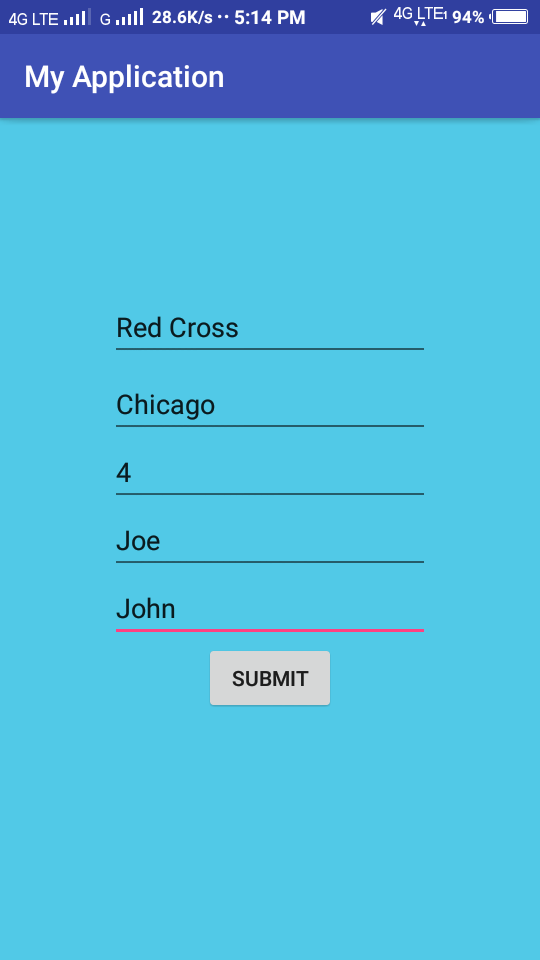 4G LTE G 28.6K/s ·· 5:14 PM 4G LTE1 94%
My Application
Red Cross
Chicago
4
Joe
John
SUBMIT